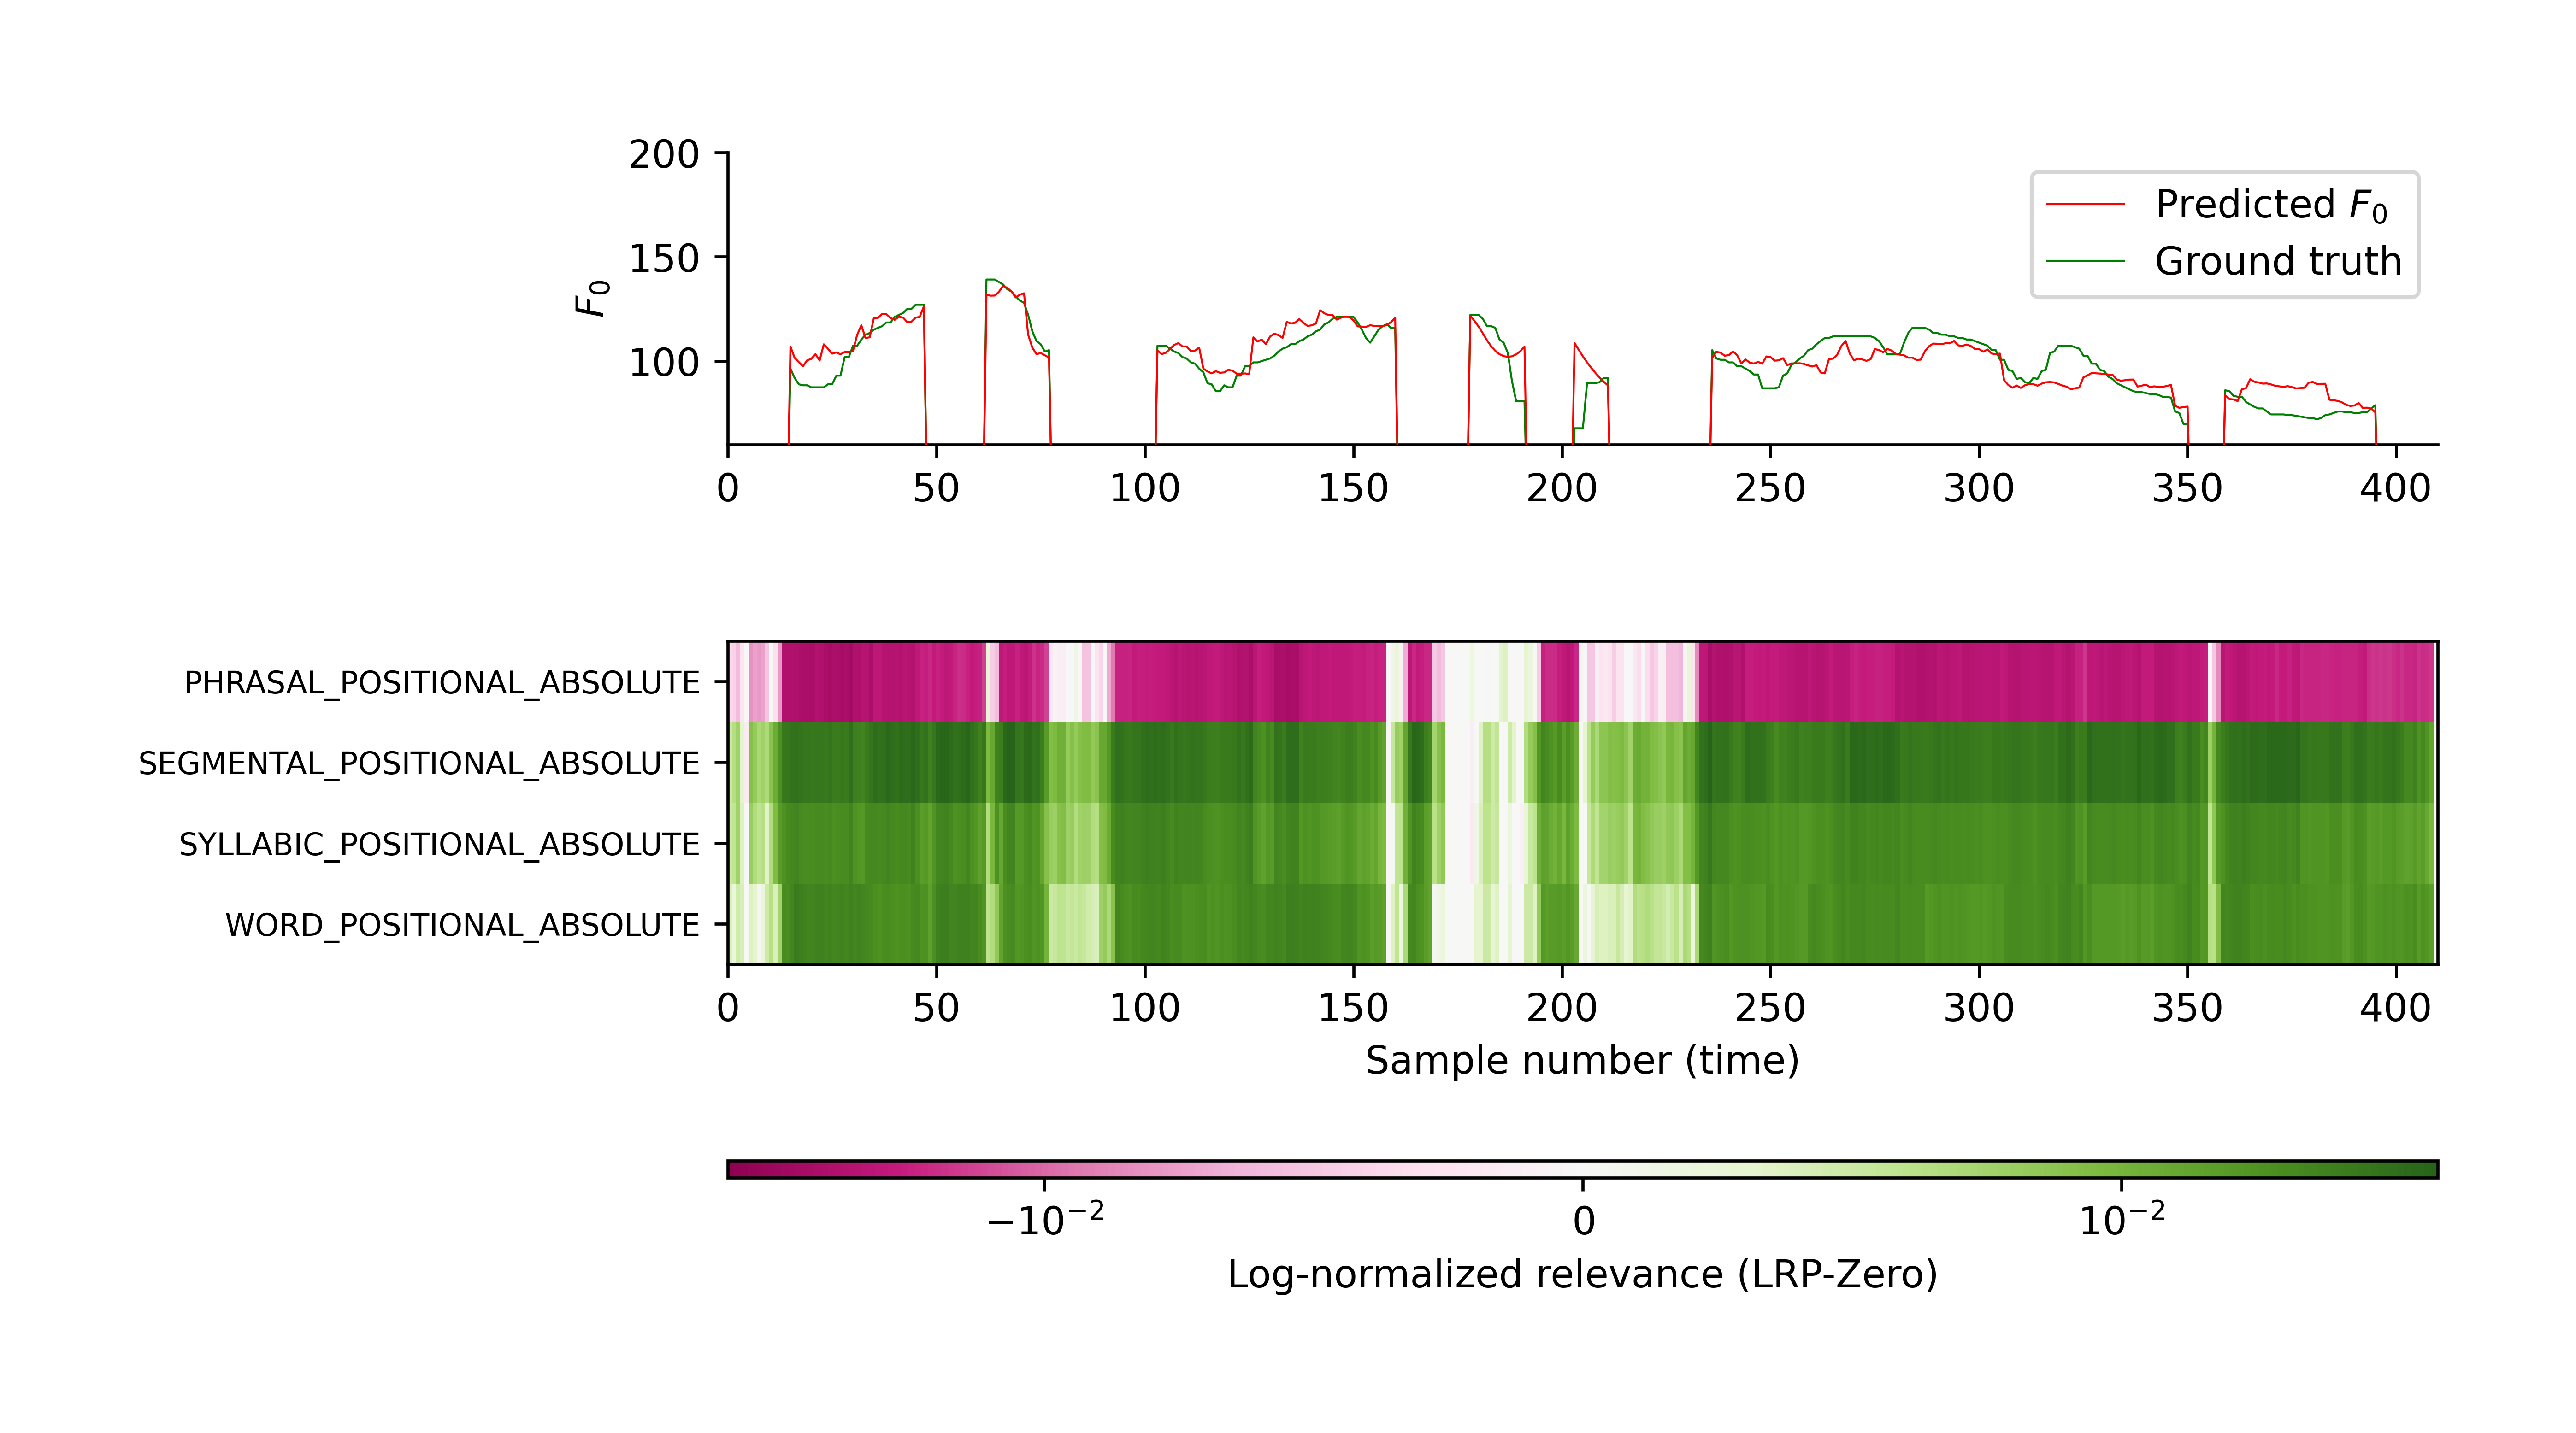 200
150
100
F₀
Predicted F₀
Ground truth
0 50 100 150 200 250 300 350 400
PHRASAL_POSITIONAL_ABSOLUTE
SEGMENTAL_POSITIONAL_ABSOLUTE
SYLLABIC_POSITIONAL_ABSOLUTE
WORD_POSITIONAL_ABSOLUTE
0 50 100 150 200 250 300 350 400
Sample number (time)
−10⁻² 0 10⁻²
Log-normalized relevance (LRP-Zero)